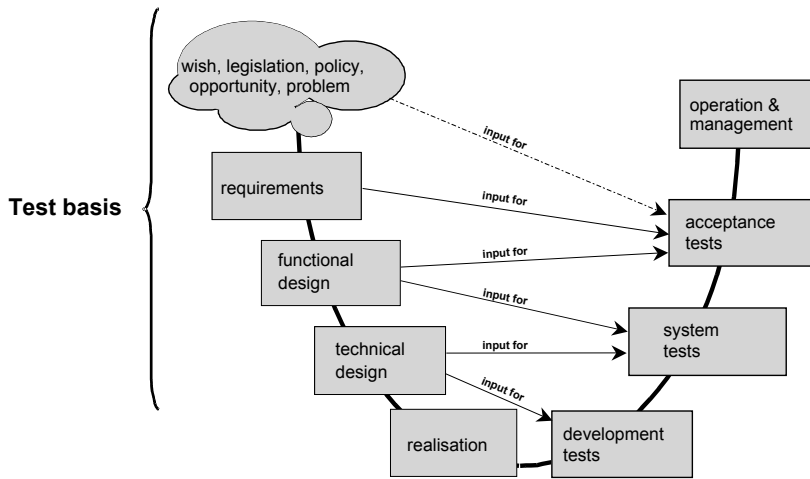 wish, legislation, policy,
opportunity, problem
operation &
management
input for
requirements
input for
Test basis
acceptance
tests
functional
design
input for
input for
system
tests
technical
design
input for
input for
realisation
development
tests